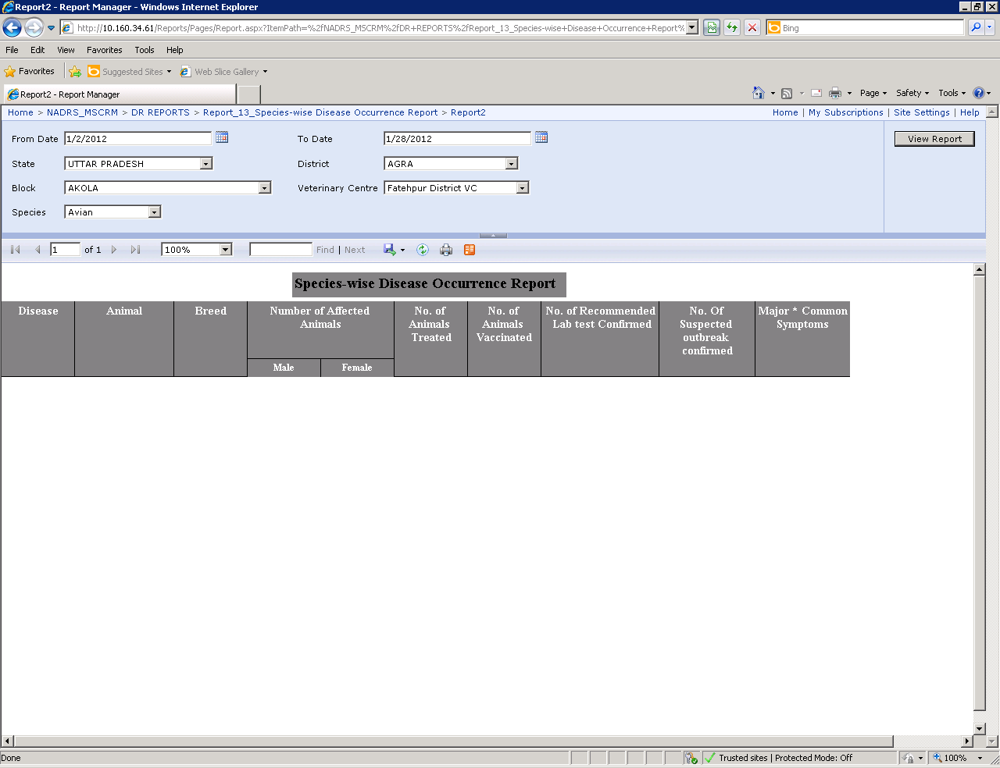 Report2 - Report Manager - Windows Internet Explorer
http://10.160.34.61/Reports/Pages/Report.aspx?ItemPath=%2fNADRS_MSCRM%2fDR+REPORTS%2fReport_13_Species-wise+Disease+Occurrence+Report% Bing
File Edit View Favorites Tools Help
Favorites Suggested Sites Web Slice Gallery
Report2 - Report Manager Page Safety Tools
Home > NADRS_MSCRM > DR REPORTS > Report_13_Species-wise Disease Occurrence Report > Report2 Home | My Subscriptions | Site Settings | Help
From Date 1/2/2012 To Date 1/28/2012 View Report
State UTTAR PRADESH District AGRA
Block AKOLA Veterinary Centre Fatehpur District VC
Species Avian
1 of 1 100% Find | Next
Species-wise Disease Occurrence Report
Disease Animal Breed Number of Affected No. of No. of No. of Recommended No. Of Major * Common
Animals Animals Animals Lab test Confirmed Suspected Symptoms
Treated Vaccinated outbreak
confirmed
Male Female
Done Trusted sites | Protected Mode: Off 100%